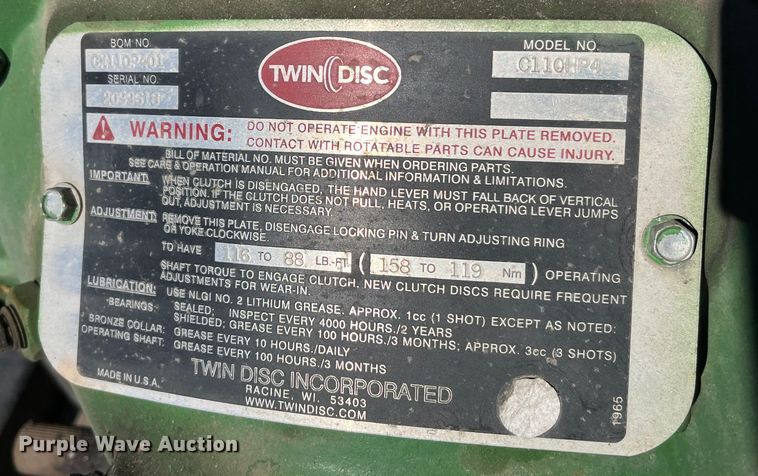 BOM NO
TWIN DISC
MODEL NO.
C110HP4
SERIAL NO.
WARNING: DO NOT OPERATE ENGINE WITH THIS PLATE REMOVED.
CONTACT WITH ROTATABLE PARTS CAN CAUSE INJURY.
BILL OF MATERIAL NO. MUST BE GIVEN WHEN ORDERING PARTS.
SEE CARE & OPERATION MANUAL FOR ADDITIONAL INFORMATION & LIMITATIONS.
IMPORTANT: WHEN CLUTCH IS DISENGAGED, THE HAND LEVER MUST FALL BACK OF VERTICAL
POSITION. IF THE CLUTCH DOES NOT PULL, HEATS, OR OPERATING LEVER JUMPS
OUT, ADJUSTMENT IS NECESSARY.
ADJUSTMENT: REMOVE THIS PLATE, DISENGAGE LOCKING PIN & TURN ADJUSTING RING
OR YOKE CLOCKWISE.
TO HAVE 116 TO 88 LB.-FT. ( 158 TO 119 Nm ) OPERATING
SHAFT TORQUE TO ENGAGE CLUTCH. NEW CLUTCH DISCS REQUIRE FREQUENT
ADJUSTMENTS FOR WEAR-IN.
LUBRICATION: USE NLGI NO. 2 LITHIUM GREASE. APPROX. 1cc (1 SHOT) EXCEPT AS NOTED:
BEARINGS: SEALED; INSPECT EVERY 4000 HOURS./2 YEARS
SHIELDED; GREASE EVERY 100 HOURS./3 MONTHS; APPROX. 3cc (3 SHOTS)
BRONZE COLLAR: GREASE EVERY 10 HOURS./DAILY
OPERATING SHAFT: GREASE EVERY 100 HOURS./3 MONTHS
MADE IN U.S.A.
TWIN DISC INCORPORATED
RACINE, WI. 53403
WWW.TWINDISC.COM
1965
Purple Wave Auction